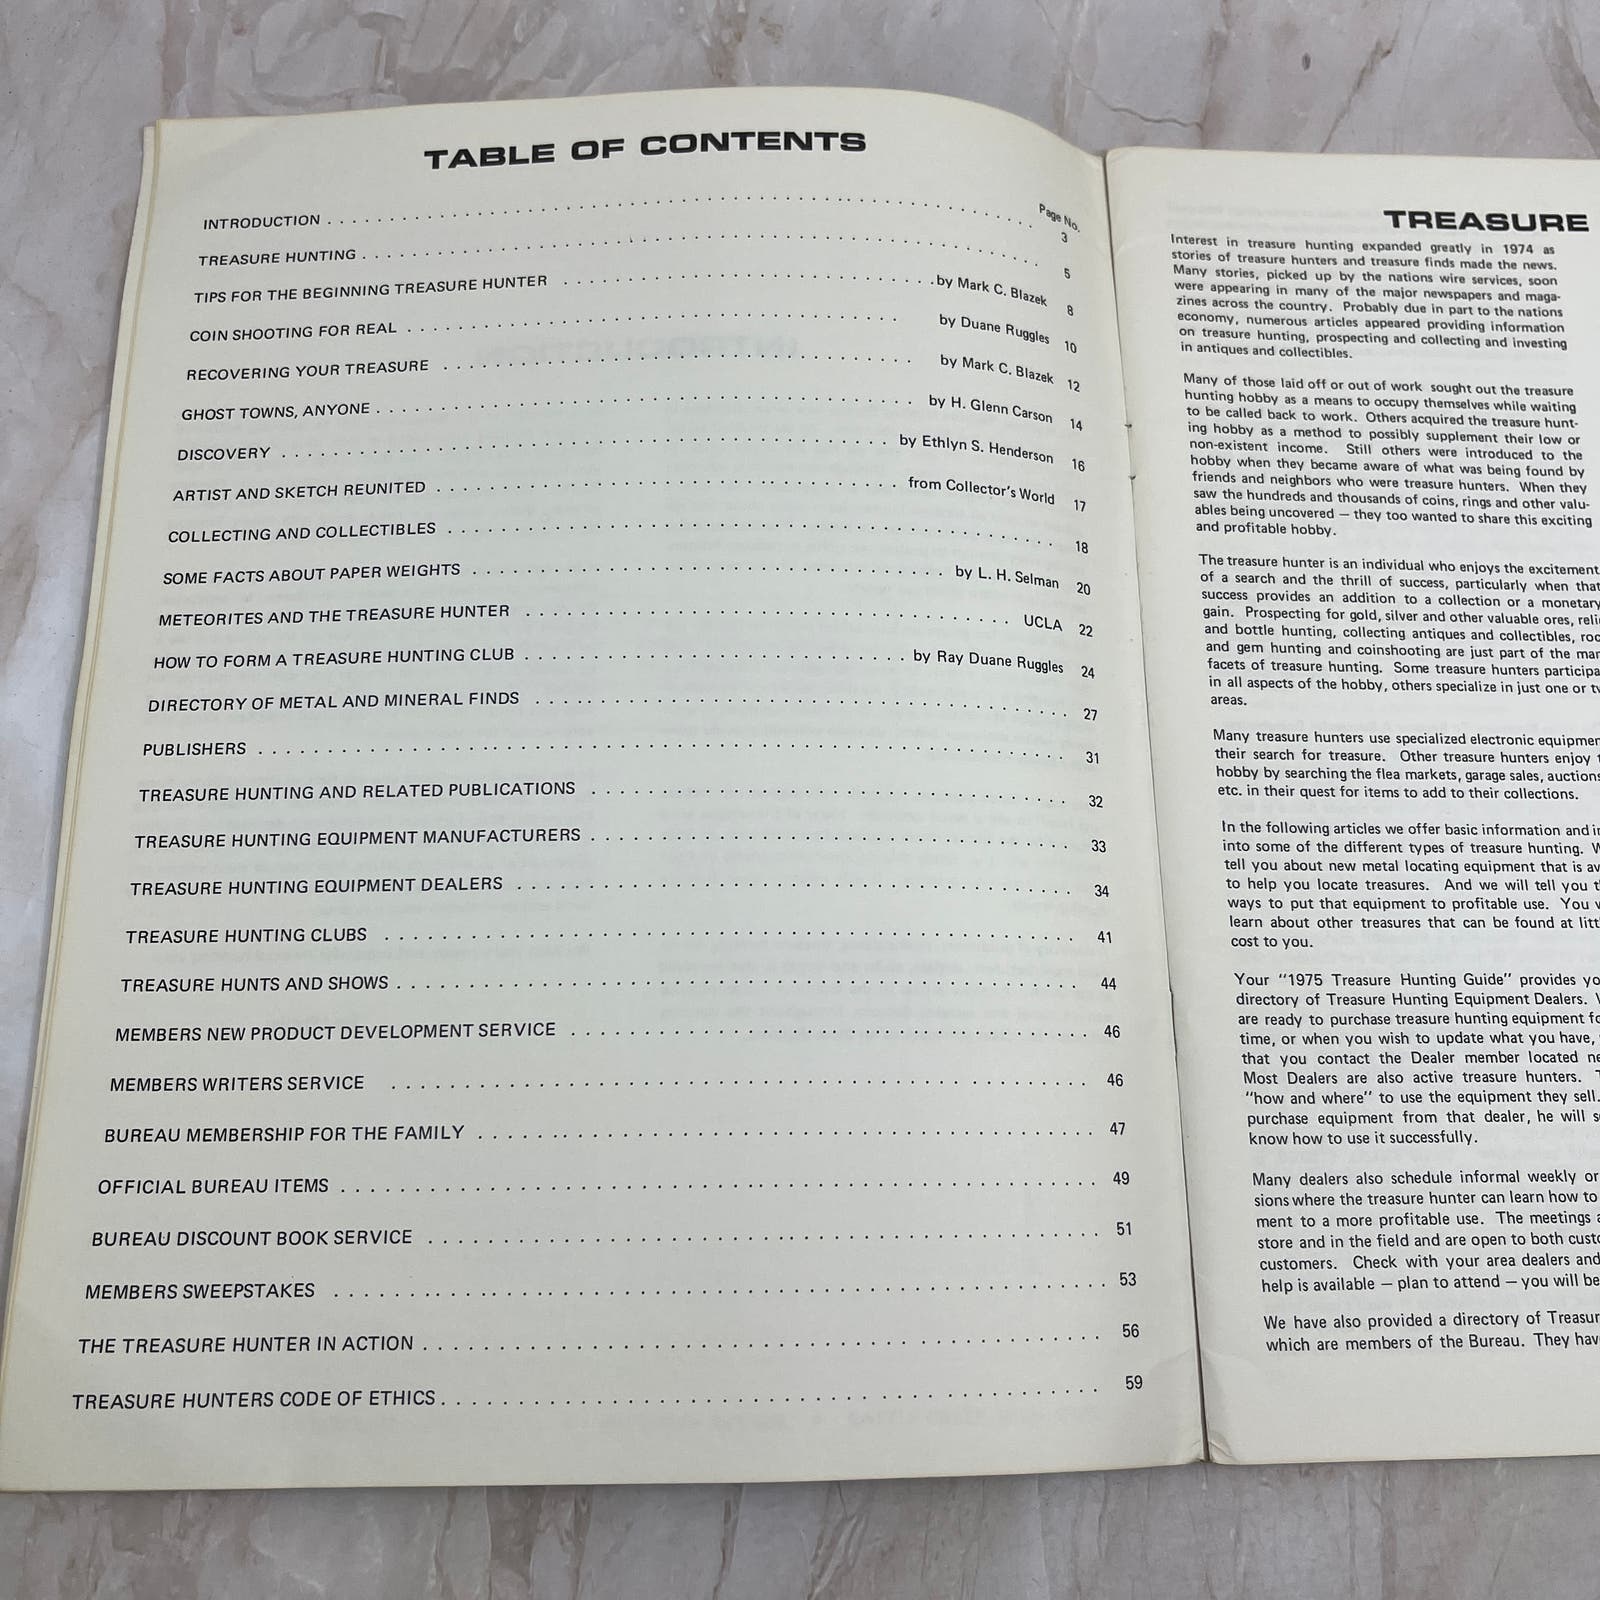 TABLE OF CONTENTS
Page No.
INTRODUCTION . . . . . . . . . . 3
TREASURE HUNTING . . . . . . . . . . 5
TIPS FOR THE BEGINNING TREASURE HUNTER . . . . . . . . . . by Mark C. Blazek 8
COIN SHOOTING FOR REAL . . . . . . . . . . by Duane Ruggles 10
RECOVERING YOUR TREASURE . . . . . . . . . . by Mark C. Blazek 12
GHOST TOWNS, ANYONE . . . . . . . . . . by H. Glenn Carson 14
DISCOVERY . . . . . . . . . . by Ethlyn S. Henderson 16
ARTIST AND SKETCH REUNITED . . . . . . . . . . from Collector's World 17
COLLECTING AND COLLECTIBLES . . . . . . . . . . 18
SOME FACTS ABOUT PAPER WEIGHTS . . . . . . . . . . by L. H. Selman 20
METEORITES AND THE TREASURE HUNTER . . . . . . . . . . UCLA 22
HOW TO FORM A TREASURE HUNTING CLUB . . . . . . . . . . by Ray Duane Ruggles 24
DIRECTORY OF METAL AND MINERAL FINDS . . . . . . . . . . 27
PUBLISHERS . . . . . . . . . . 31
TREASURE HUNTING AND RELATED PUBLICATIONS . . . . . . . . . . 32
TREASURE HUNTING EQUIPMENT MANUFACTURERS . . . . . . . . . . 33
TREASURE HUNTING EQUIPMENT DEALERS . . . . . . . . . . 34
TREASURE HUNTING CLUBS . . . . . . . . . . 41
TREASURE HUNTS AND SHOWS . . . . . . . . . . 44
MEMBERS NEW PRODUCT DEVELOPMENT SERVICE . . . . . . . . . . 46
MEMBERS WRITERS SERVICE . . . . . . . . . . 46
BUREAU MEMBERSHIP FOR THE FAMILY . . . . . . . . . . 47
OFFICIAL BUREAU ITEMS . . . . . . . . . . 49
BUREAU DISCOUNT BOOK SERVICE . . . . . . . . . . 51
MEMBERS SWEEPSTAKES . . . . . . . . . . 53
THE TREASURE HUNTER IN ACTION . . . . . . . . . . 56
TREASURE HUNTERS CODE OF ETHICS . . . . . . . . . . 59
TREASURE
Interest in treasure hunting expanded greatly in 1974 as
stories of treasure hunters and treasure finds made the news.
Many stories, picked up by the nations wire services, soon
were appearing in many of the major newspapers and maga-
zines across the country. Probably due in part to the nations
economy, numerous articles appeared providing information
on treasure hunting, prospecting and collecting and investing
in antiques and collectibles.
Many of those laid off or out of work sought out the treasure
hunting hobby as a means to occupy themselves while waiting
to be called back to work. Others acquired the treasure hunt-
ing hobby as a method to possibly supplement their low or
non-existent income. Still others were introduced to the
hobby when they became aware of what was being found by
friends and neighbors who were treasure hunters. When they
saw the hundreds and thousands of coins, rings and other valu-
ables being uncovered — they too wanted to share this exciting
and profitable hobby.
The treasure hunter is an individual who enjoys the excitement
of a search and the thrill of success, particularly when that
success provides an addition to a collection or a monetary
gain. Prospecting for gold, silver and other valuable ores,
and bottle hunting, collecting antiques and collectibles,
and gem hunting and coinshooting are just part of the
facets of treasure hunting. Some treasure hunters
in all aspects of the hobby, others specialize in just one or
areas.
Many treasure hunters use specialized electronic
their search for treasure. Other treasure hunters enjoy
hobby by searching the flea markets, garage sales, auctions
etc. in their quest for items to add to their collections.
In the following articles we offer basic information and
into some of the different types of treasure hunting.
tell you about new metal locating equipment that is
to help you locate treasures. And we will tell you
ways to put that equipment to profitable use. You
learn about other treasures that can be found at
cost to you.
Your "1975 Treasure Hunting Guide" provides
directory of Treasure Hunting Equipment Dealers.
are ready to purchase treasure hunting equipment
time, or when you wish to update what you have,
that you contact the Dealer member located
Most Dealers are also active treasure hunters.
"how and where" to use the equipment they sell.
purchase equipment from that dealer, he will
know how to use it successfully.
Many dealers also schedule informal weekly or
sions where the treasure hunter can learn how to
ment to a more profitable use. The meetings
store and in the field and are open to both
customers. Check with your area dealers and
help is available — plan to attend — you will be
We have also provided a directory of
which are members of the Bureau. They